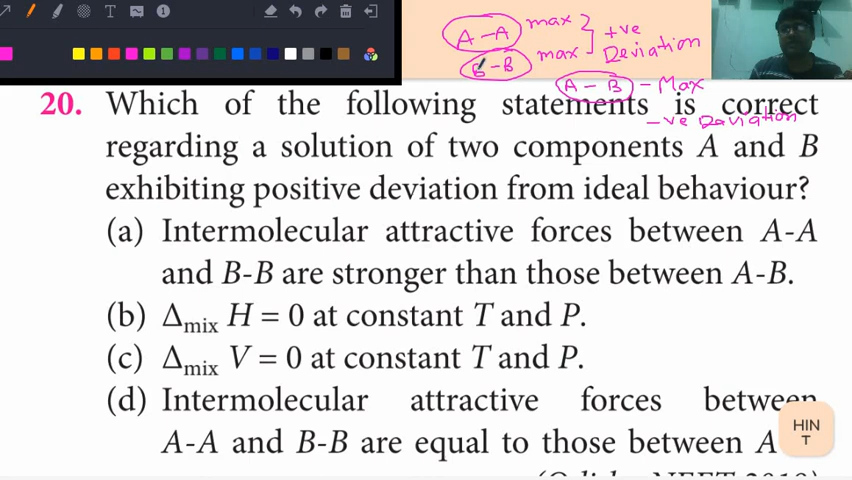 T
1
A - A max
+ve
B - B max
Deviation
A - B - Max
-ve Deviation
20. Which of the following statements is correct
regarding a solution of two components A and B
exhibiting positive deviation from ideal behaviour?
(a) Intermolecular attractive forces between A-A
and B-B are stronger than those between A-B.
(b) Δmix H = 0 at constant T and P.
(c) Δmix V = 0 at constant T and P.
(d) Intermolecular attractive forces between
A-A and B-B are equal to those between A
HIN
T